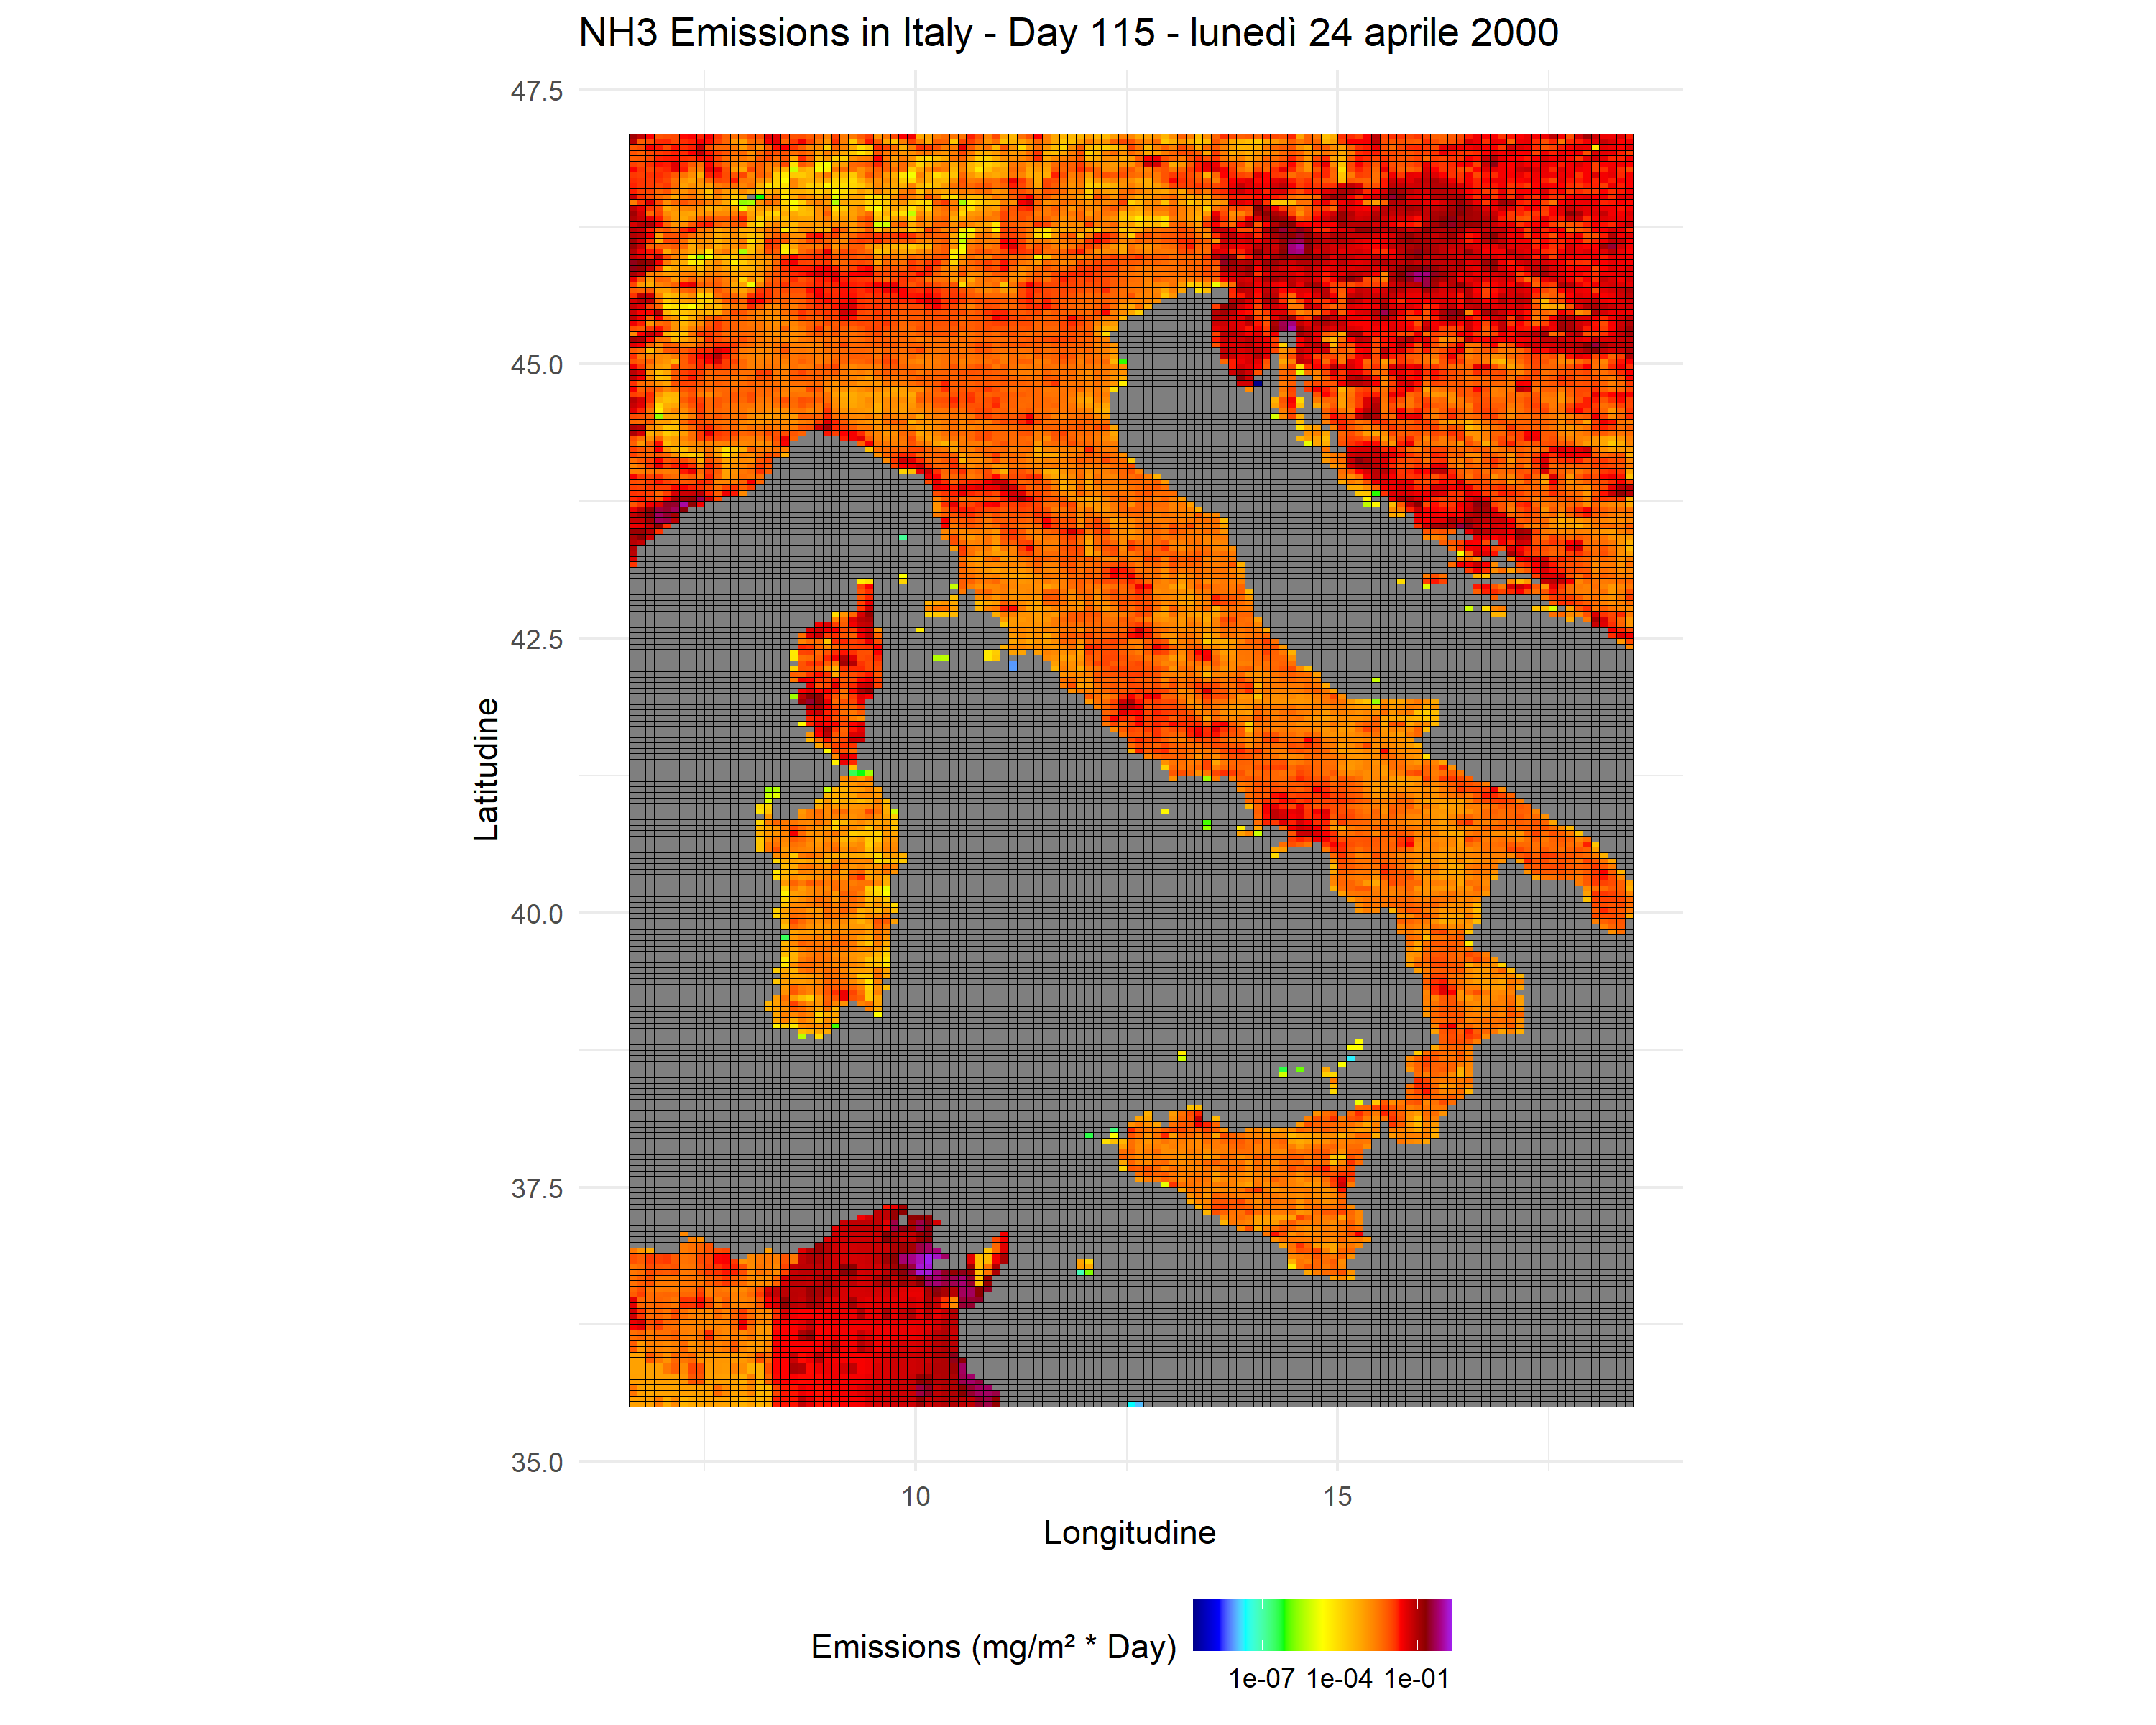 NH3 Emissions in Italy - Day 115 - lunedì 24 aprile 2000
47.5
45.0
42.5
40.0
37.5
35.0
Latitudine
10 15
Longitudine
Emissions (mg/m² * Day)
1e-07 1e-04 1e-01